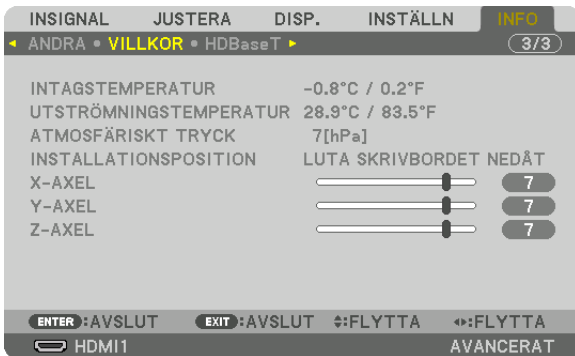 INSIGNAL JUSTERA DISP. INSTÄLLN INFO
ANDRA • VILLKOR • HDBaseT 3/3
INTAGSTEMPERATUR -0.8°C / 0.2°F
UTSTRÖMNINGSTEMPERATUR 28.9°C / 83.5°F
ATMOSFÄRISKT TRYCK 7[hPa]
INSTALLATIONSPOSITION LUTA SKRIVBORDET NEDÅT
X-AXEL 7
Y-AXEL 7
Z-AXEL 7
ENTER :AVSLUT EXIT :AVSLUT :FLYTTA :FLYTTA
HDMI1 AVANCERAT